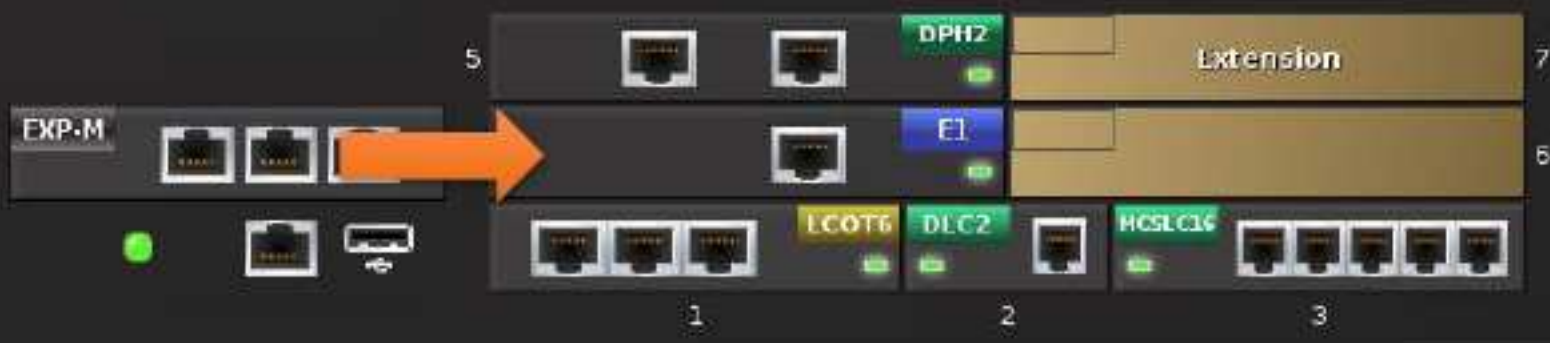 5
DPH2
Extension
7
EXP-M
E1
6
LCOT6
DLC2
MCSLC16
1
2
3